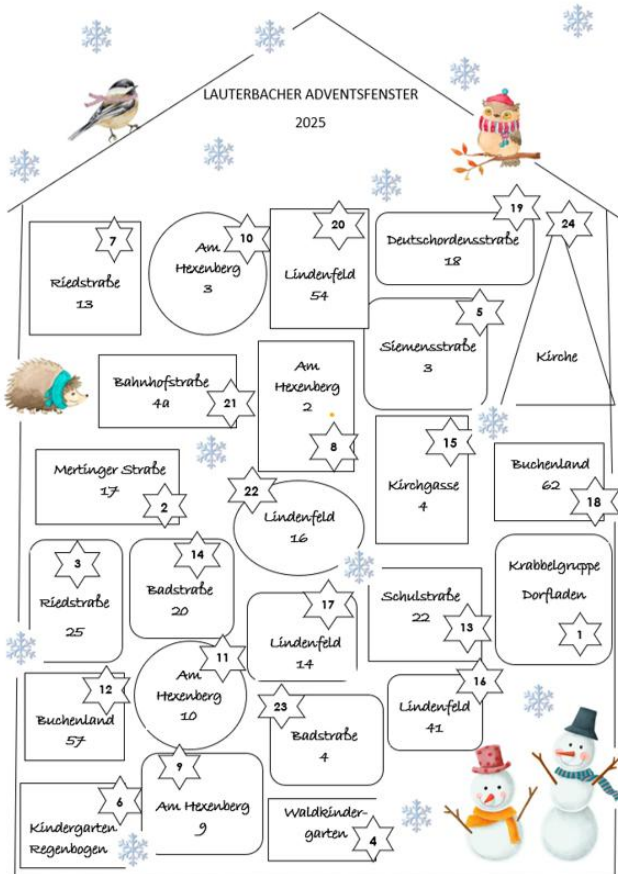 LAUTERBACHER ADVENTSFENSTER
2025
7
Riedstraße
13
10
Am
Hexenberg
3
20
Lindenfeld
54
19
Deutschordensstraße
18
24
Kirche
5
Siemensstraße
3
Bahnhofstraße
4a
21
Am
Hexenberg
2
8
15
Kirchgasse
4
Buchenland
62
18
Mertinger Straße
17
2
22
Lindenfeld
16
3
Riedstraße
25
14
Badstraße
20
17
Lindenfeld
14
Schulstraße
22
13
Krabbelgruppe
Dorfladen
1
12
Buchenland
57
11
Am
Hexenberg
10
23
Badstraße
4
16
Lindenfeld
41
6
Kindergarten
Regenbogen
9
Am Hexenberg
9
Waldkinder-
garten
4